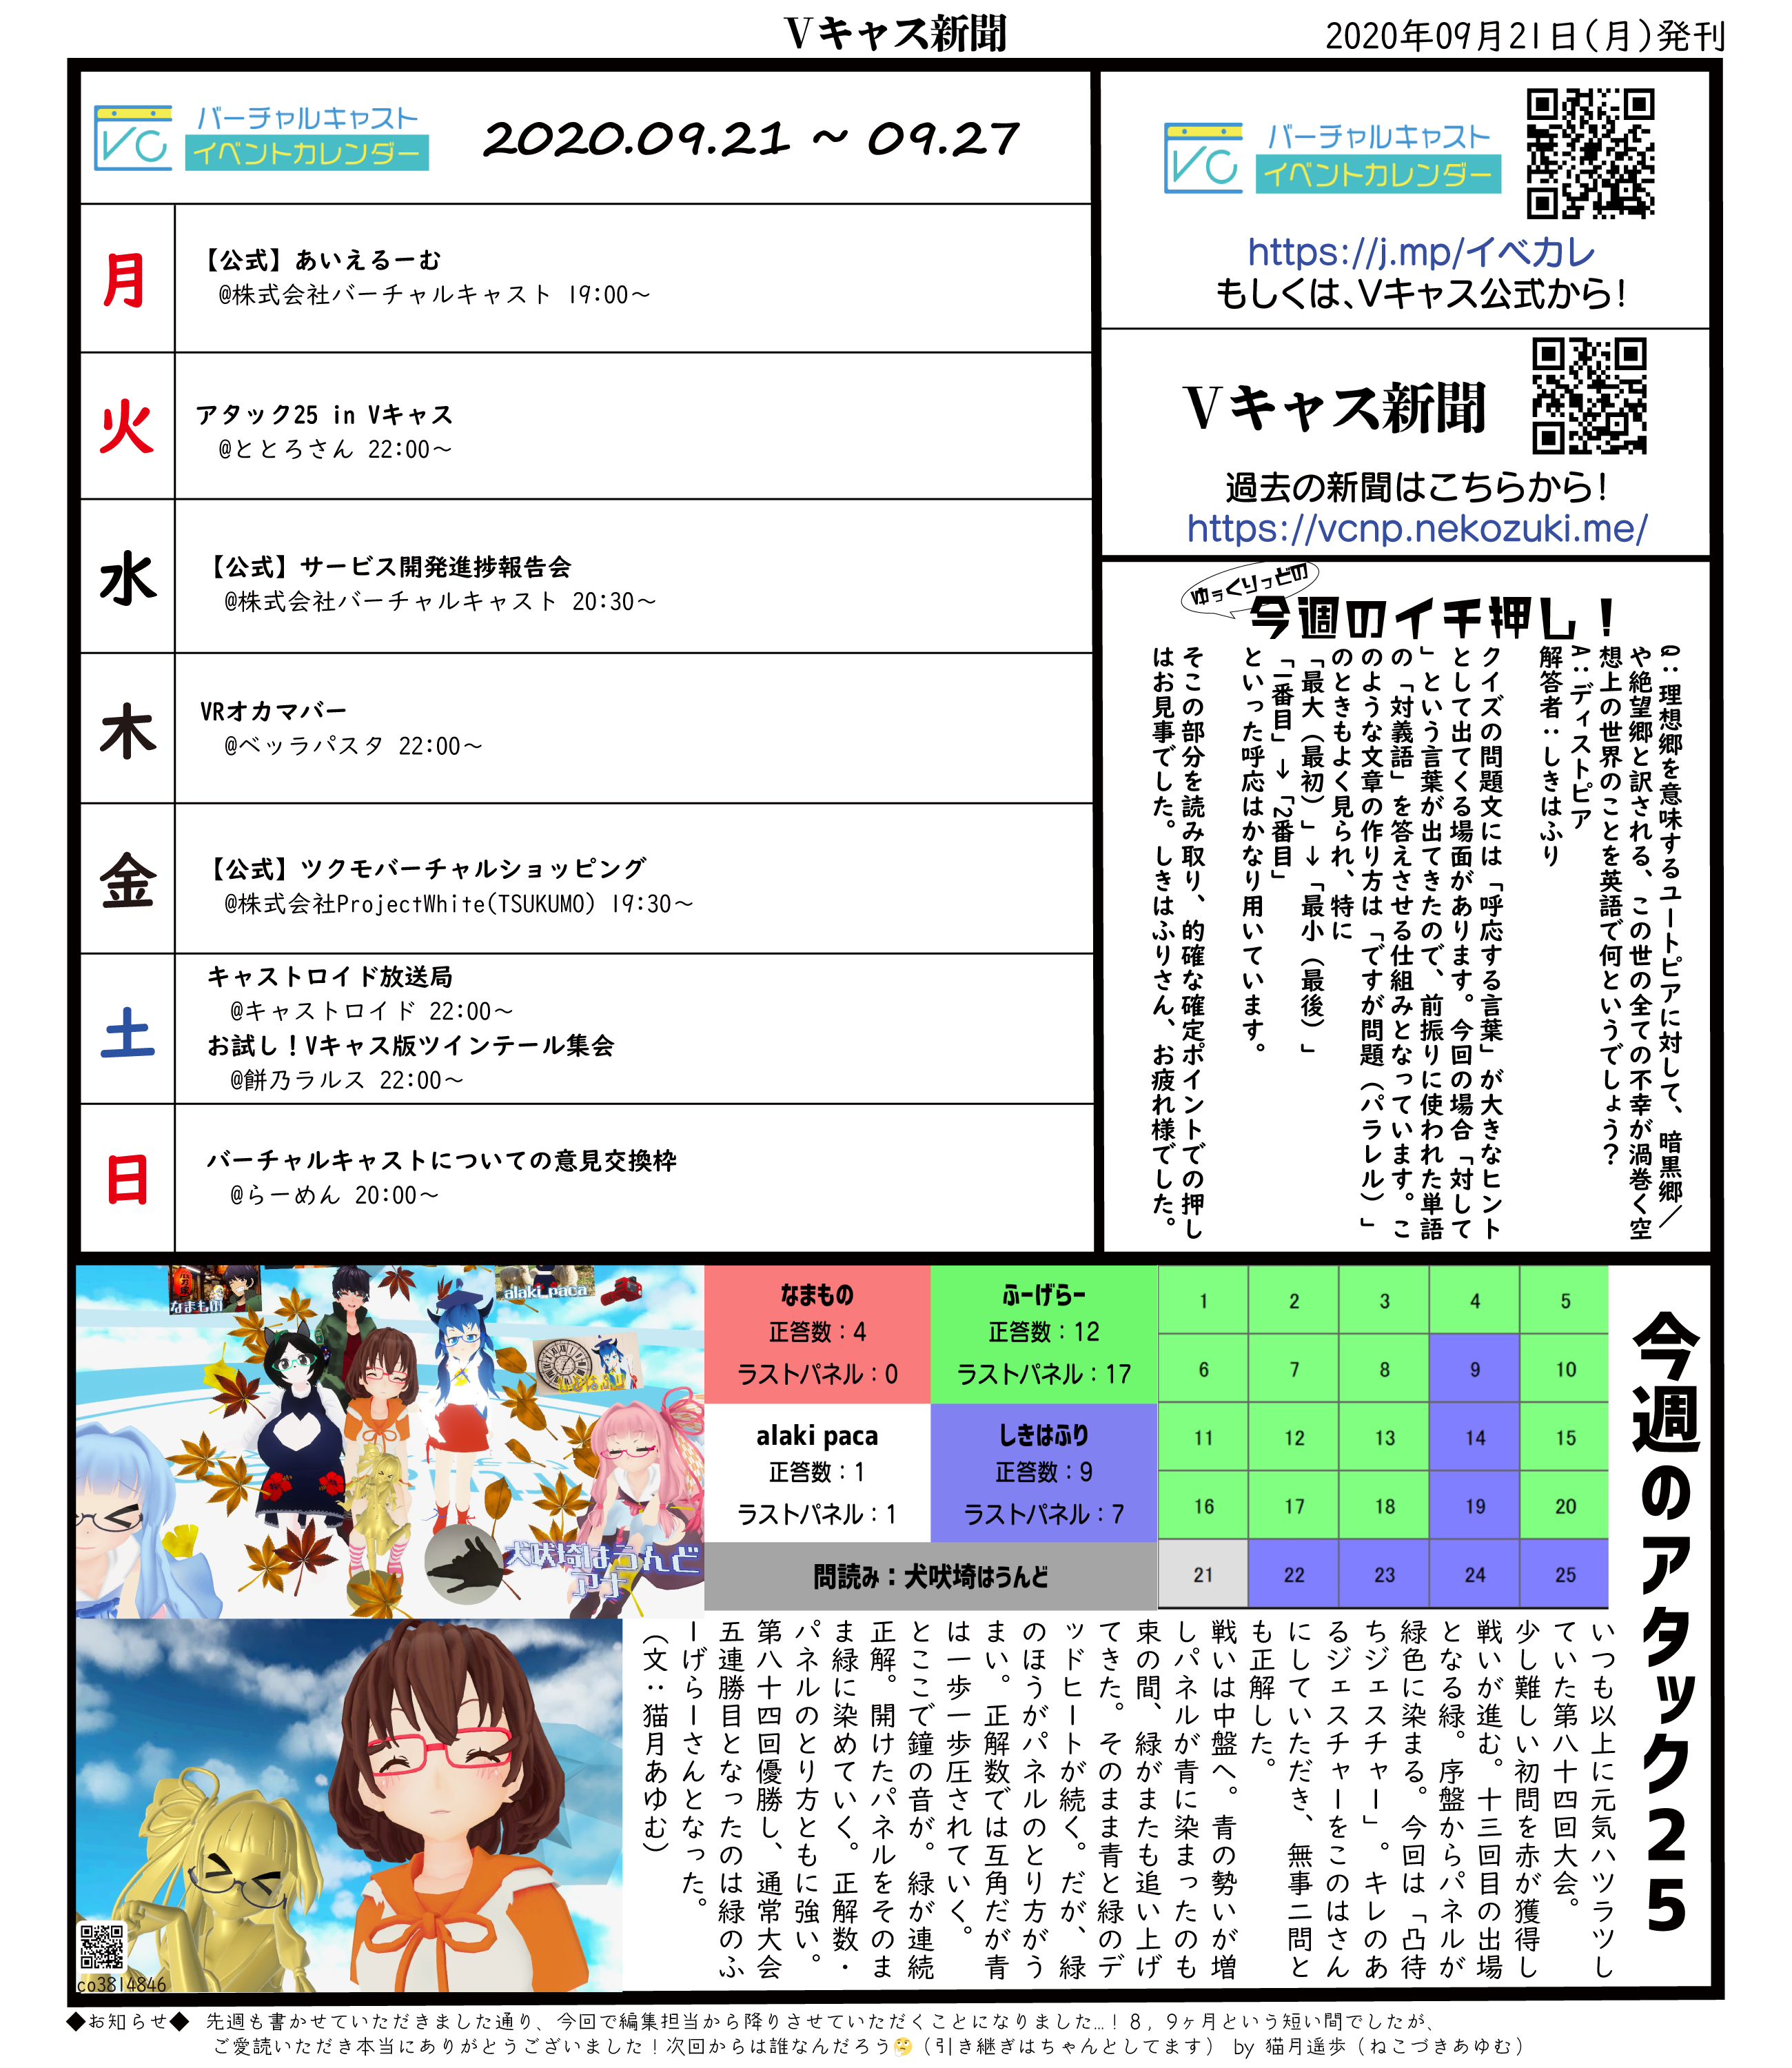 Vキャス新聞
2020年09月21日(月)発刊
VC
バーチャルキャスト
イベントカレンダー
2020.09.21 ~ 09.27
月
【公式】あいえるーむ
@株式会社バーチャルキャスト 19:00〜
火
アタック25 in Vキャス
@ととろさん 22:00〜
水
【公式】サービス開発進捗報告会
@株式会社バーチャルキャスト 20:30〜
木
VRオカマバー
@ベッラパスタ 22:00〜
金
【公式】ツクモバーチャルショッピング
@株式会社ProjectWhite(TSUKUMO) 19:30〜
土
キャストロイド放送局
@キャストロイド 22:00〜
お試し！Vキャス版ツインテール集会
@餅乃ラルス 22:00〜
日
バーチャルキャストについての意見交換枠
@らーめん 20:00〜
VC
バーチャルキャスト
イベントカレンダー
https://j.mp/イベカレ
もしくは、Vキャス公式から！
Vキャス新聞
過去の新聞はこちらから！
https://vcnp.nekozuki.me/
ゆっくりっどの
今週のイチ押し！
Q：理想郷を意味するユートピアに対して、暗黒郷／
や絶望郷と訳される、この世の全ての不幸が渦巻く空
想上の世界のことを英語で何というでしょう？
A：ディストピア
解答者：しきはふり
クイズの問題文には「呼応する言葉」が大きなヒント
として出てくる場面があります。今回の場合「対して
」という言葉が出てきたので、前振りに使われた単語
の「対義語」を答えさせる仕組みとなっています。こ
のような文章の作り方は「ですが問題（パラレル）」
のときもよく見られ、特に
「最大（最初）」→「最小（最後）」
「1番目」→「2番目」
といった呼応はかなり用いています。
そこの部分を読み取り、的確な確定ポイントでの押し
はお見事でした。しきはふりさん、お疲れ様でした。
なまもの
alaki paca
しきはふり
犬吠埼はうんど
アナ
なまもの
正答数：4
ラストパネル：0
ふーげらー
正答数：12
ラストパネル：17
alaki paca
正答数：1
ラストパネル：1
しきはふり
正答数：9
ラストパネル：7
問読み：犬吠埼はうんど
1 2 3 4 5
6 7 8 9 10
11 12 13 14 15
16 17 18 19 20
21 22 23 24 25
今週のアタック25
いつも以上に元気ハツラツし
ていた第八十四回大会。
少し難しい初問を赤が獲得し
戦いが進む。十三回目の出場
となる緑。序盤からパネルが
緑色に染まる。今回は「凸待
ちジェスチャー」。キレのあ
るジェスチャーをこのはさん
にしていただき、無事二問と
も正解した。
戦いは中盤へ。青の勢いが増
しパネルが青に染まったのも
束の間、緑がまたも追い上げ
てきた。そのまま青と緑のデ
ッドヒートが続く。だが、緑
のほうがパネルのとり方がう
まい。正解数では互角だが青
は一歩一歩圧されていく。
とここで鐘の音が。緑が連続
正解。開けたパネルをそのま
ま緑に染めていく。正解数・
パネルのとり方ともに強い。
第八十四回優勝し、通常大会
五連勝目となったのは緑のふ
ーげらーさんとなった。
（文：猫月あゆむ）
co3814846
◆お知らせ◆ 先週も書かせていただきました通り、今回で編集担当から降りさせていただくことになりました…！8，9ヶ月という短い間でしたが、
ご愛読いただき本当にありがとうございました！次回からは誰なんだろう🤔（引き継ぎはちゃんとしてます） by 猫月遥歩（ねこづきあゆむ）